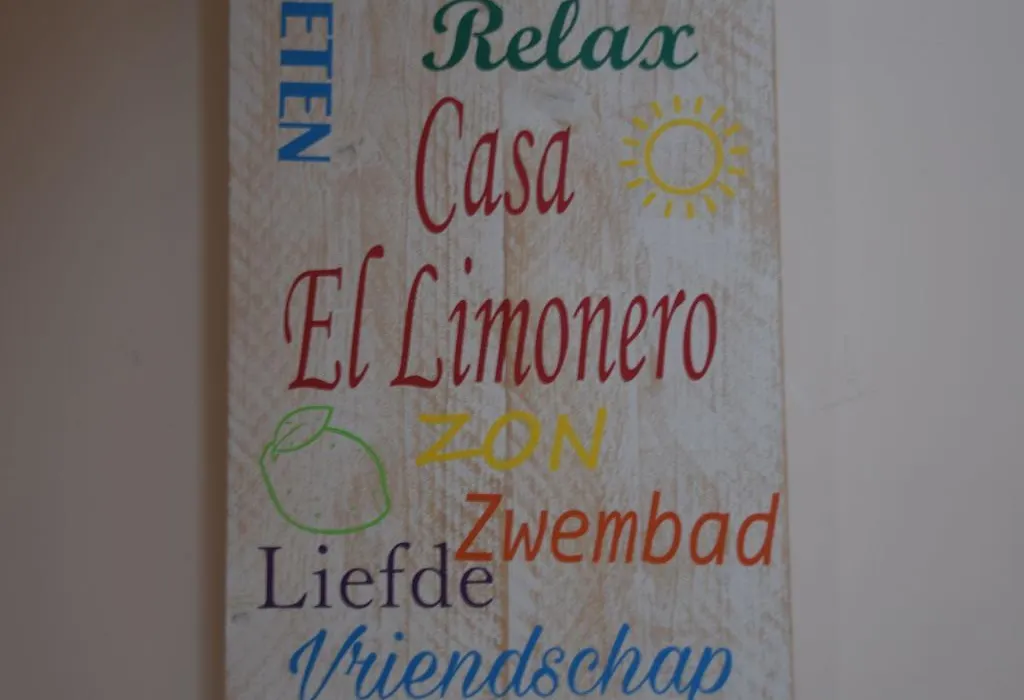 ETEN
Relax
Casa
El Limonero
ZON
Zwembad
Liefde
Vriendschap